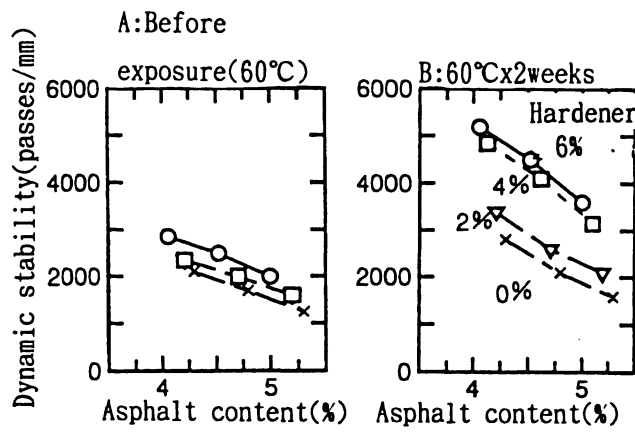 A:Before
exposure(60℃)
B:60℃x2weeks
Dynamic stability(passes/mm)
6000
4000
2000
0
4
5
Asphalt content(%)
6000
4000
2000
0
Hardener
6%
4%
2%
0%
4
5
Asphalt content(%)